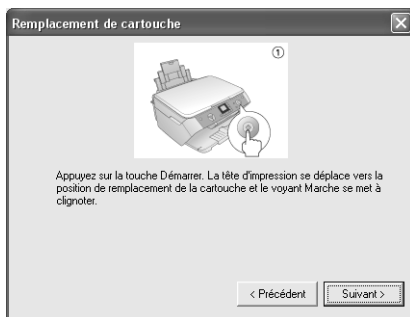 Remplacement de cartouche
1
Appuyez sur la touche Démarrer. La tête d'impression se déplace vers la
position de remplacement de la cartouche et le voyant Marche se met à
clignoter.
< Précédent
Suivant >